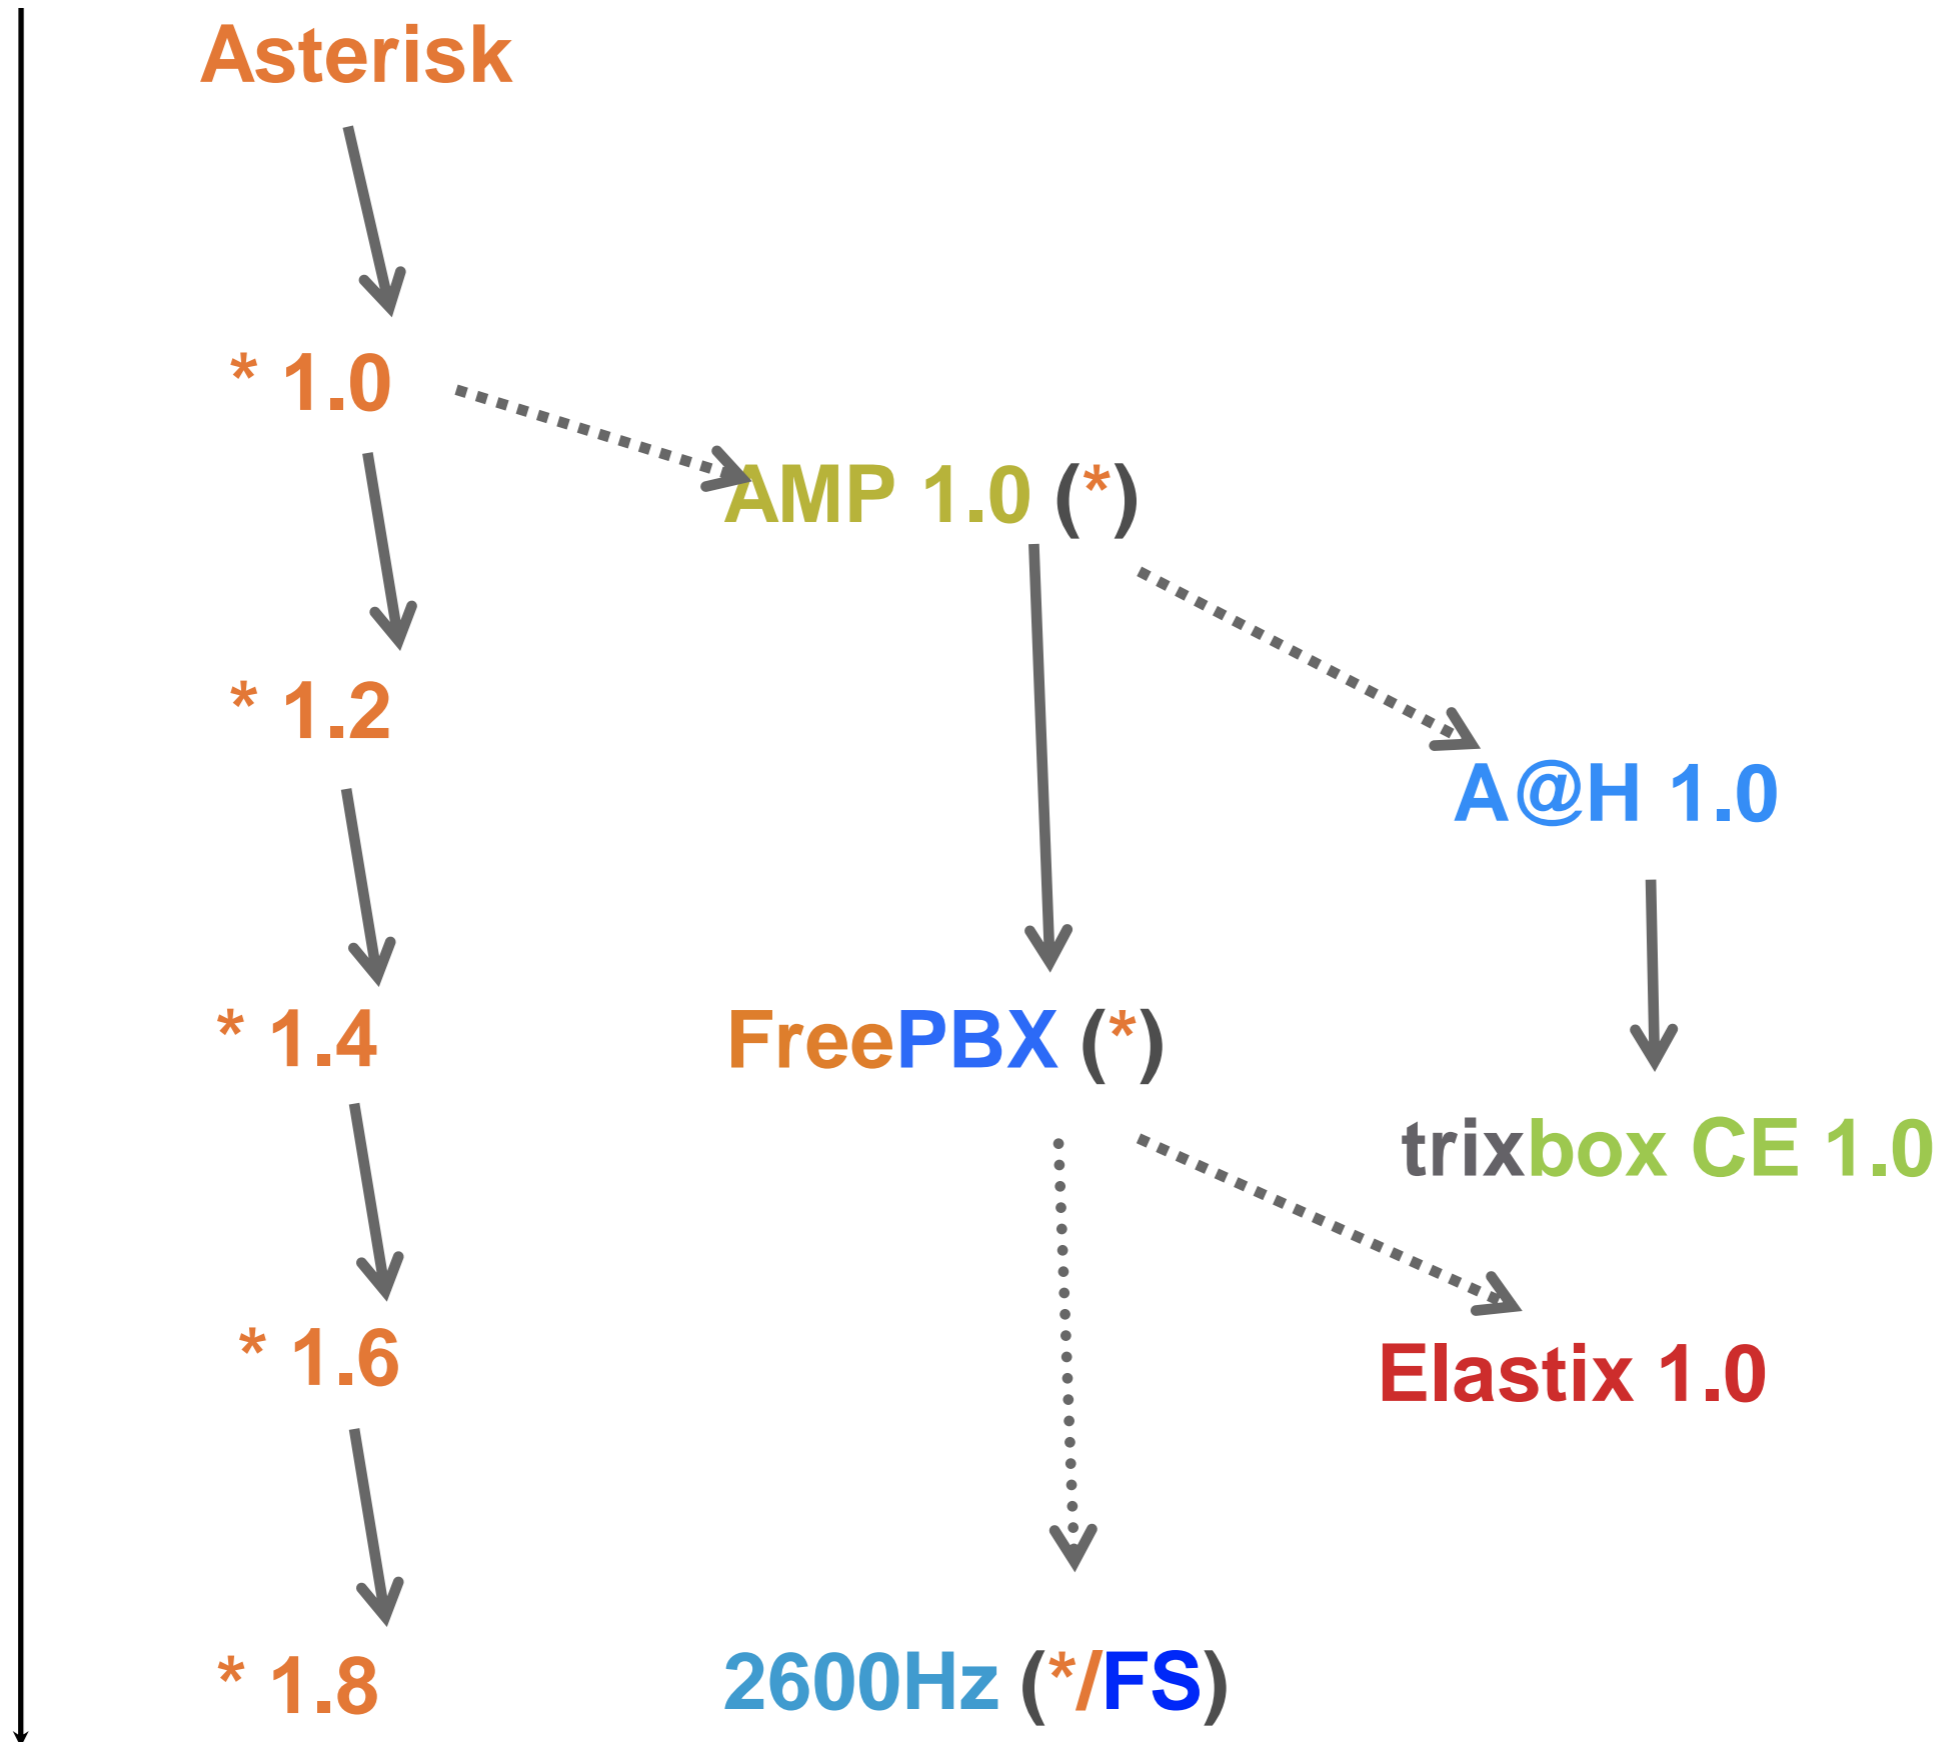 Asterisk
* 1.0
AMP 1.0 (*)
* 1.2
A@H 1.0
* 1.4
FreePBX (*)
trixbox CE 1.0
* 1.6
Elastix 1.0
* 1.8
2600Hz (*/FS)